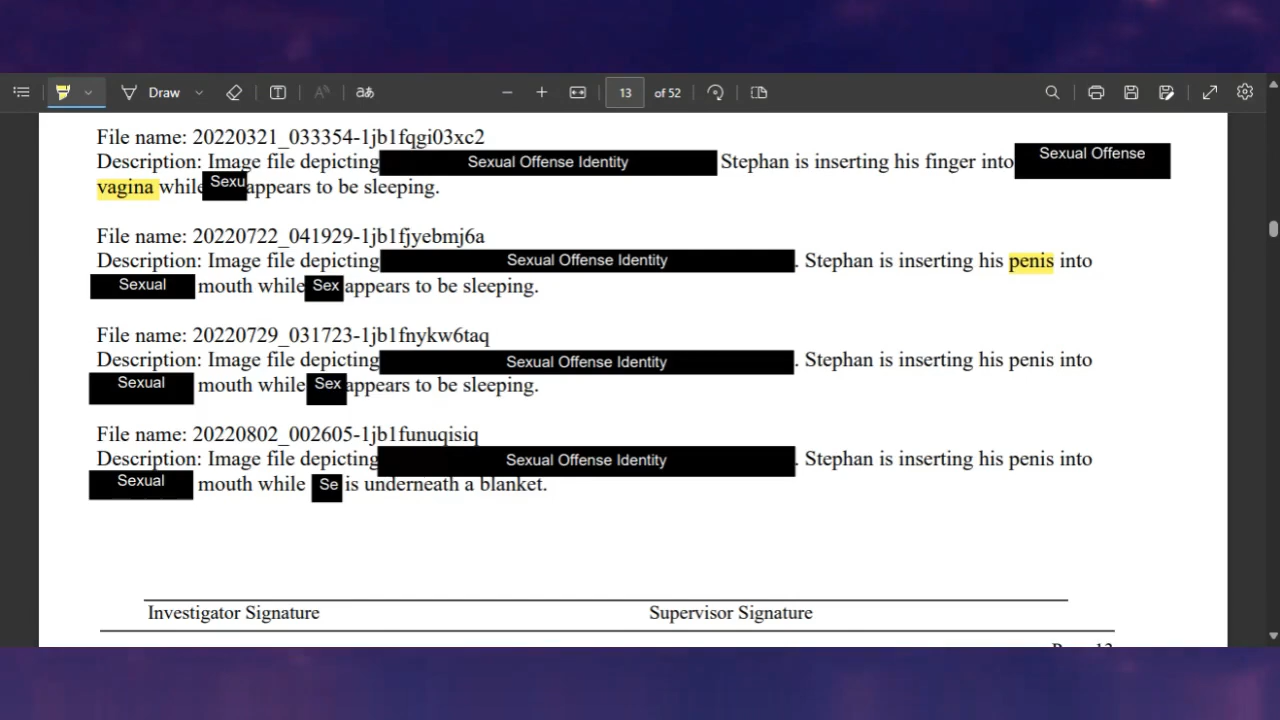 Draw
13 of 52
File name: 20220321_033354-1jb1fqgi03xc2
Description: Image file depicting Sexual Offense Identity Stephan is inserting his finger into Sexual Offense
vagina while Sexu appears to be sleeping.
File name: 20220722_041929-1jb1fjyebmj6a
Description: Image file depicting Sexual Offense Identity . Stephan is inserting his penis into
Sexual mouth while Sex appears to be sleeping.
File name: 20220729_031723-1jb1fnykw6taq
Description: Image file depicting Sexual Offense Identity . Stephan is inserting his penis into
Sexual mouth while Sex appears to be sleeping.
File name: 20220802_002605-1jb1funuqisiq
Description: Image file depicting Sexual Offense Identity . Stephan is inserting his penis into
Sexual mouth while Se is underneath a blanket.
Investigator Signature Supervisor Signature